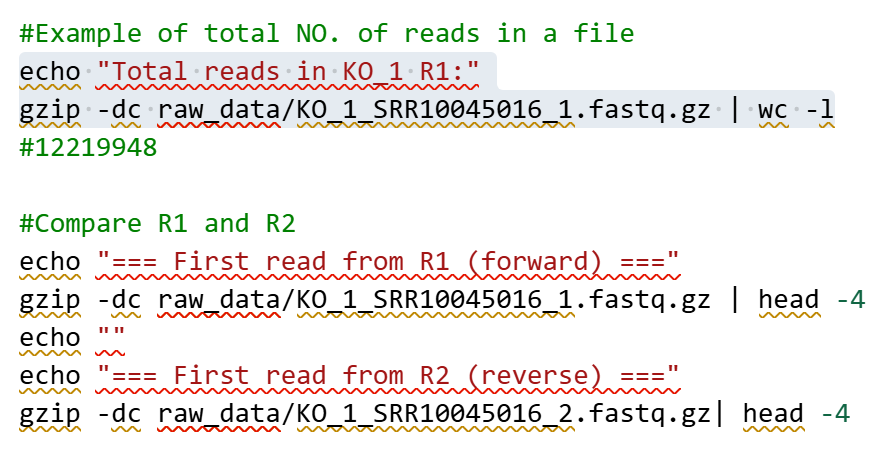 #Example of total NO. of reads in a file
echo "Total reads in KO_1 R1:"
gzip -dc raw_data/KO_1_SRR10045016_1.fastq.gz | wc -l
#12219948
#Compare R1 and R2
echo "=== First read from R1 (forward) ==="
gzip -dc raw_data/KO_1_SRR10045016_1.fastq.gz | head -4
echo ""
echo "=== First read from R2 (reverse) ==="
gzip -dc raw_data/KO_1_SRR10045016_2.fastq.gz| head -4